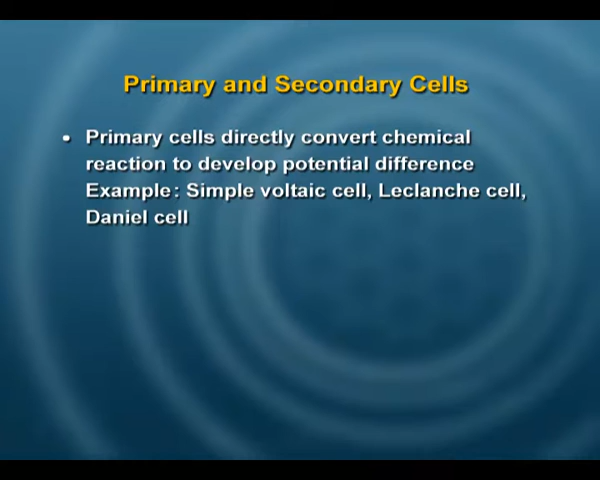 Primary and Secondary Cells
• Primary cells directly convert chemical
reaction to develop potential difference
Example: Simple voltaic cell, Leclanche cell,
Daniel cell